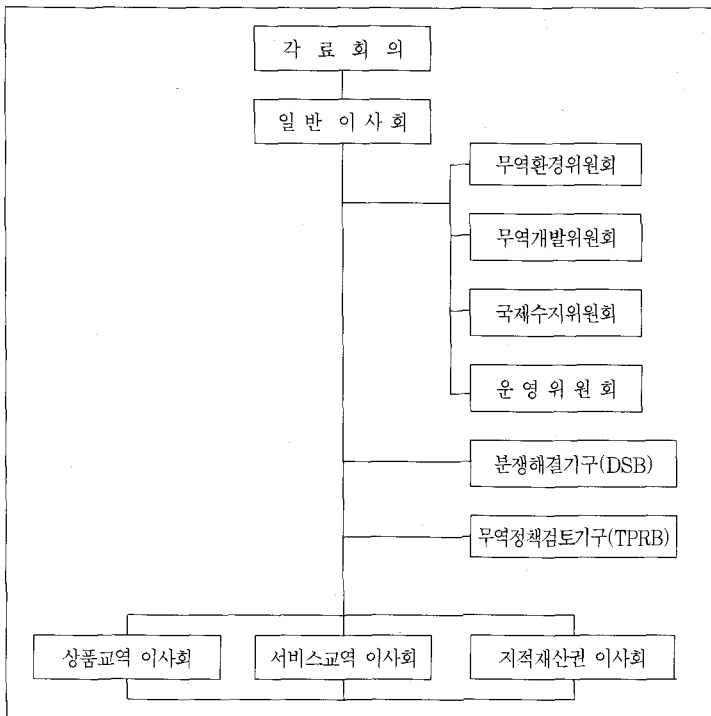 각 료 회 의
일 반 이 사 회
무역환경위원회
무역개발위원회
국제수지위원회
운 영 위 원 회
분쟁해결기구(DSB)
무역정책검토기구(TPRB)
상품교역 이사회
서비스교역 이사회
지적재산권 이사회